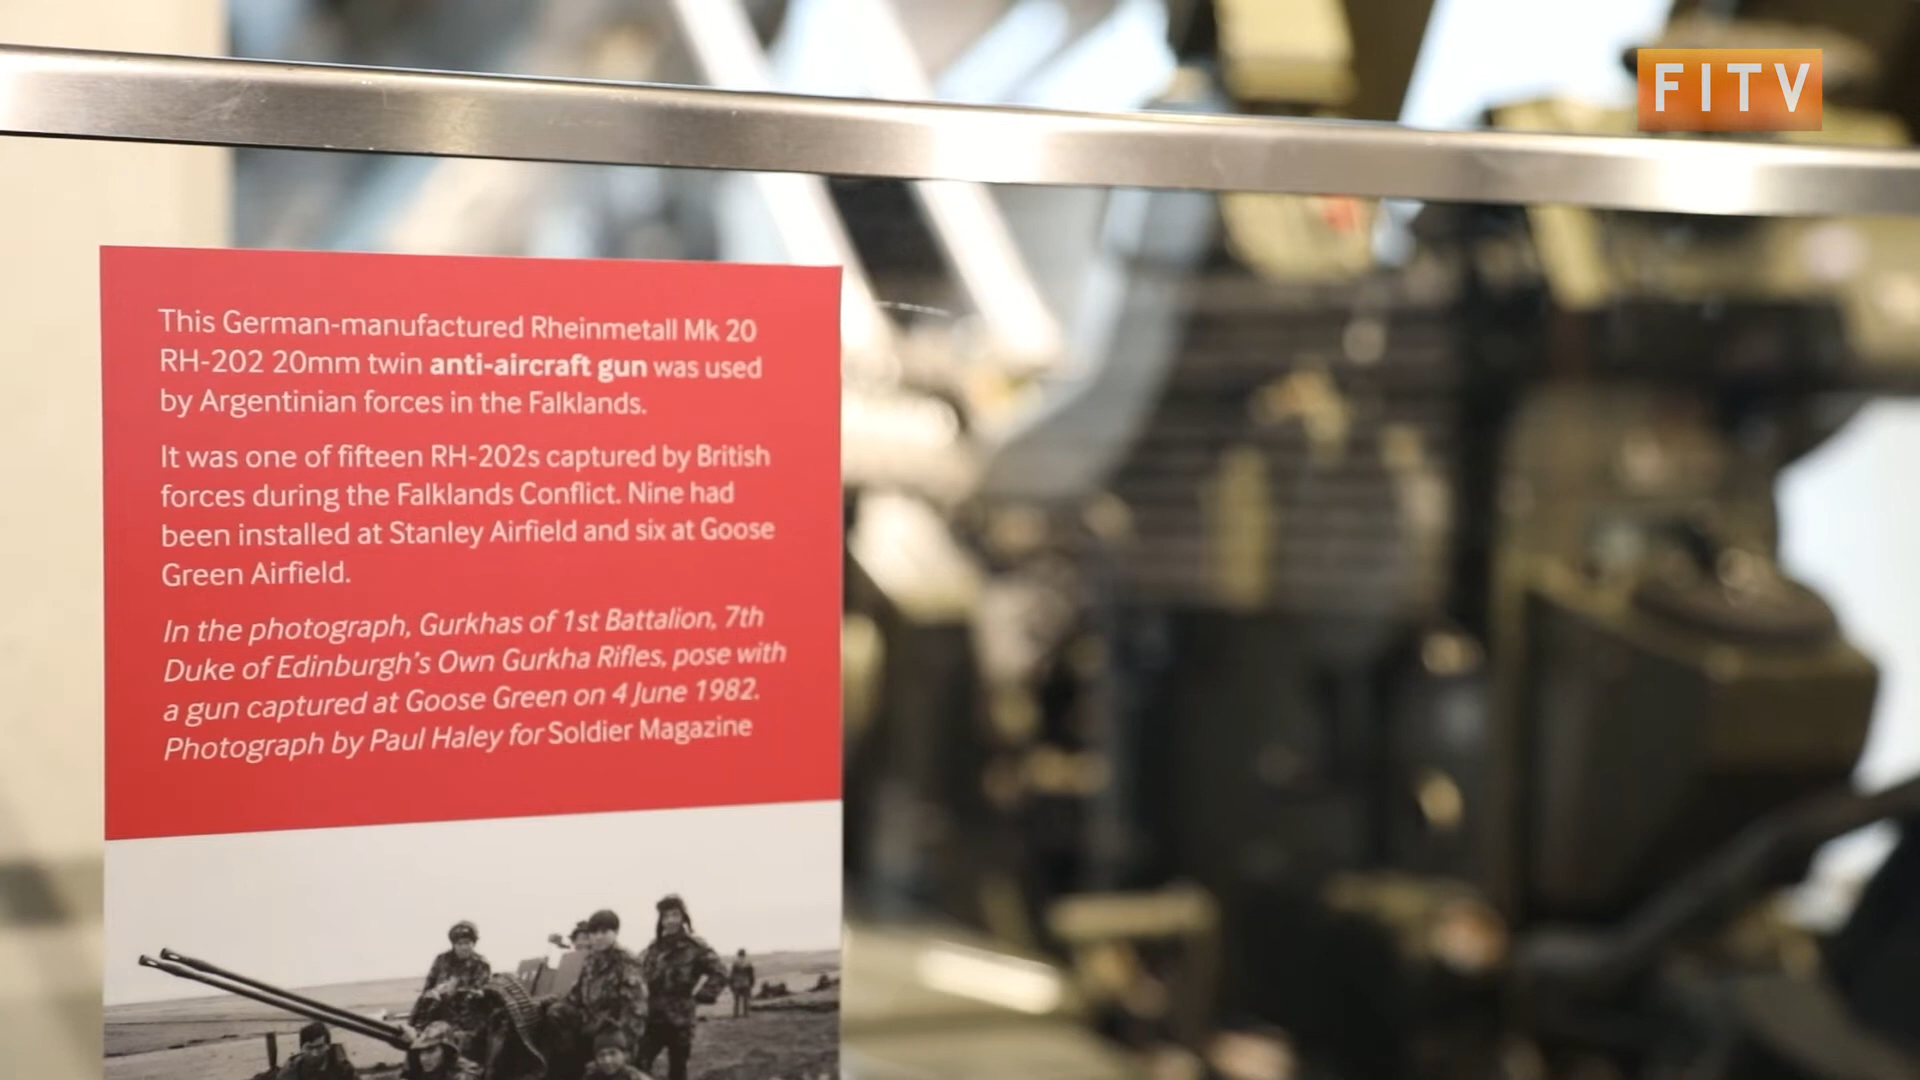 FITV
This German-manufactured Rheinmetall Mk 20
RH-202 20mm twin anti-aircraft gun was used
by Argentinian forces in the Falklands.
It was one of fifteen RH-202s captured by British
forces during the Falklands Conflict. Nine had
been installed at Stanley Airfield and six at Goose
Green Airfield.
In the photograph, Gurkhas of 1st Battalion, 7th
Duke of Edinburgh's Own Gurkha Rifles, pose with
a gun captured at Goose Green on 4 June 1982.
Photograph by Paul Haley for Soldier Magazine